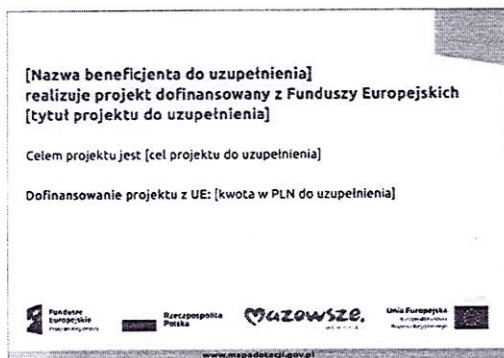 [Nazwa beneficjenta do uzupełnienia]
realizuje projekt dofinansowany z Funduszy Europejskich
[tytuł projektu do uzupełnienia]
Celem projektu jest [cel projektu do uzupełnienia]
Dofinansowanie projektu z UE: [kwota w PLN do uzupełnienia]
Fundusze
Europejskie
Program Regionalny
Rzeczpospolita
Polska
Mazowsze.
Unia Europejska
www.mapadotacji.gov.pl